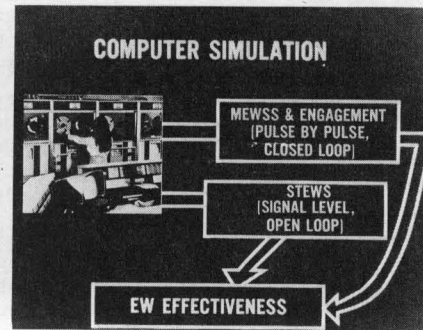 COMPUTER SIMULATION
MEWSS & ENGAGEMENT
(PULSE BY PULSE,
CLOSED LOOP)
STEWS
(SIGNAL LEVEL,
OPEN LOOP)
EW EFFECTIVENESS